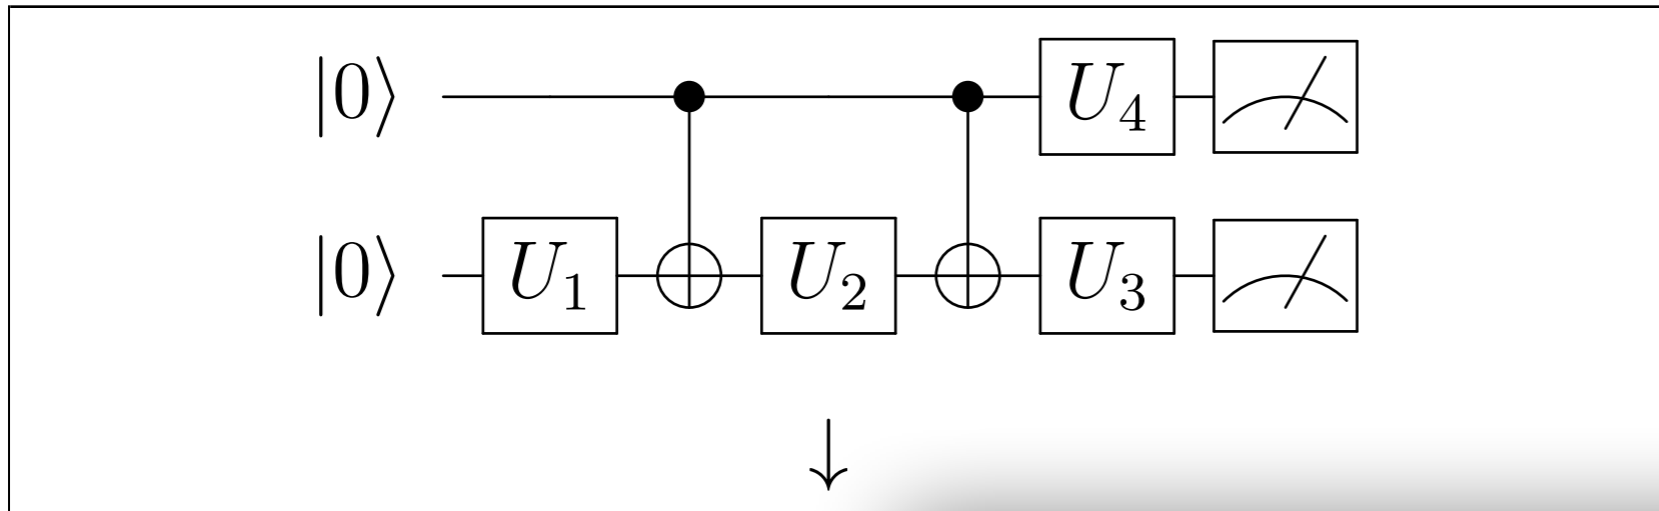 |0⟩ U₄
|0⟩ U₁ U₂ U₃